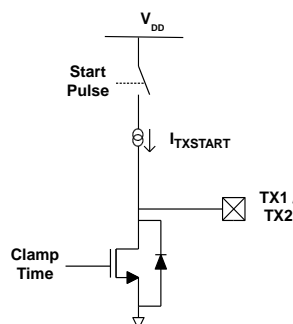 V_DD
Start
Pulse
I_TXSTART
TX1 /
TX2
Clamp
Time